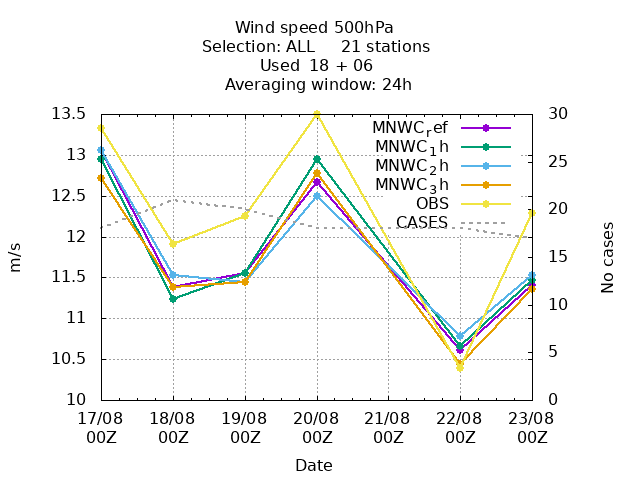 Wind speed 500hPa
Selection: ALL 21 stations
Used 18 + 06
Averaging window: 24h
13.5
13
12.5
12
11.5
11
10.5
10
m/s
30
25
20
15
10
5
0
No cases
MNWC_ref
MNWC_1h
MNWC_2h
MNWC_3h
OBS
CASES
17/08 18/08 19/08 20/08 21/08 22/08 23/08
00Z 00Z 00Z 00Z 00Z 00Z 00Z
Date